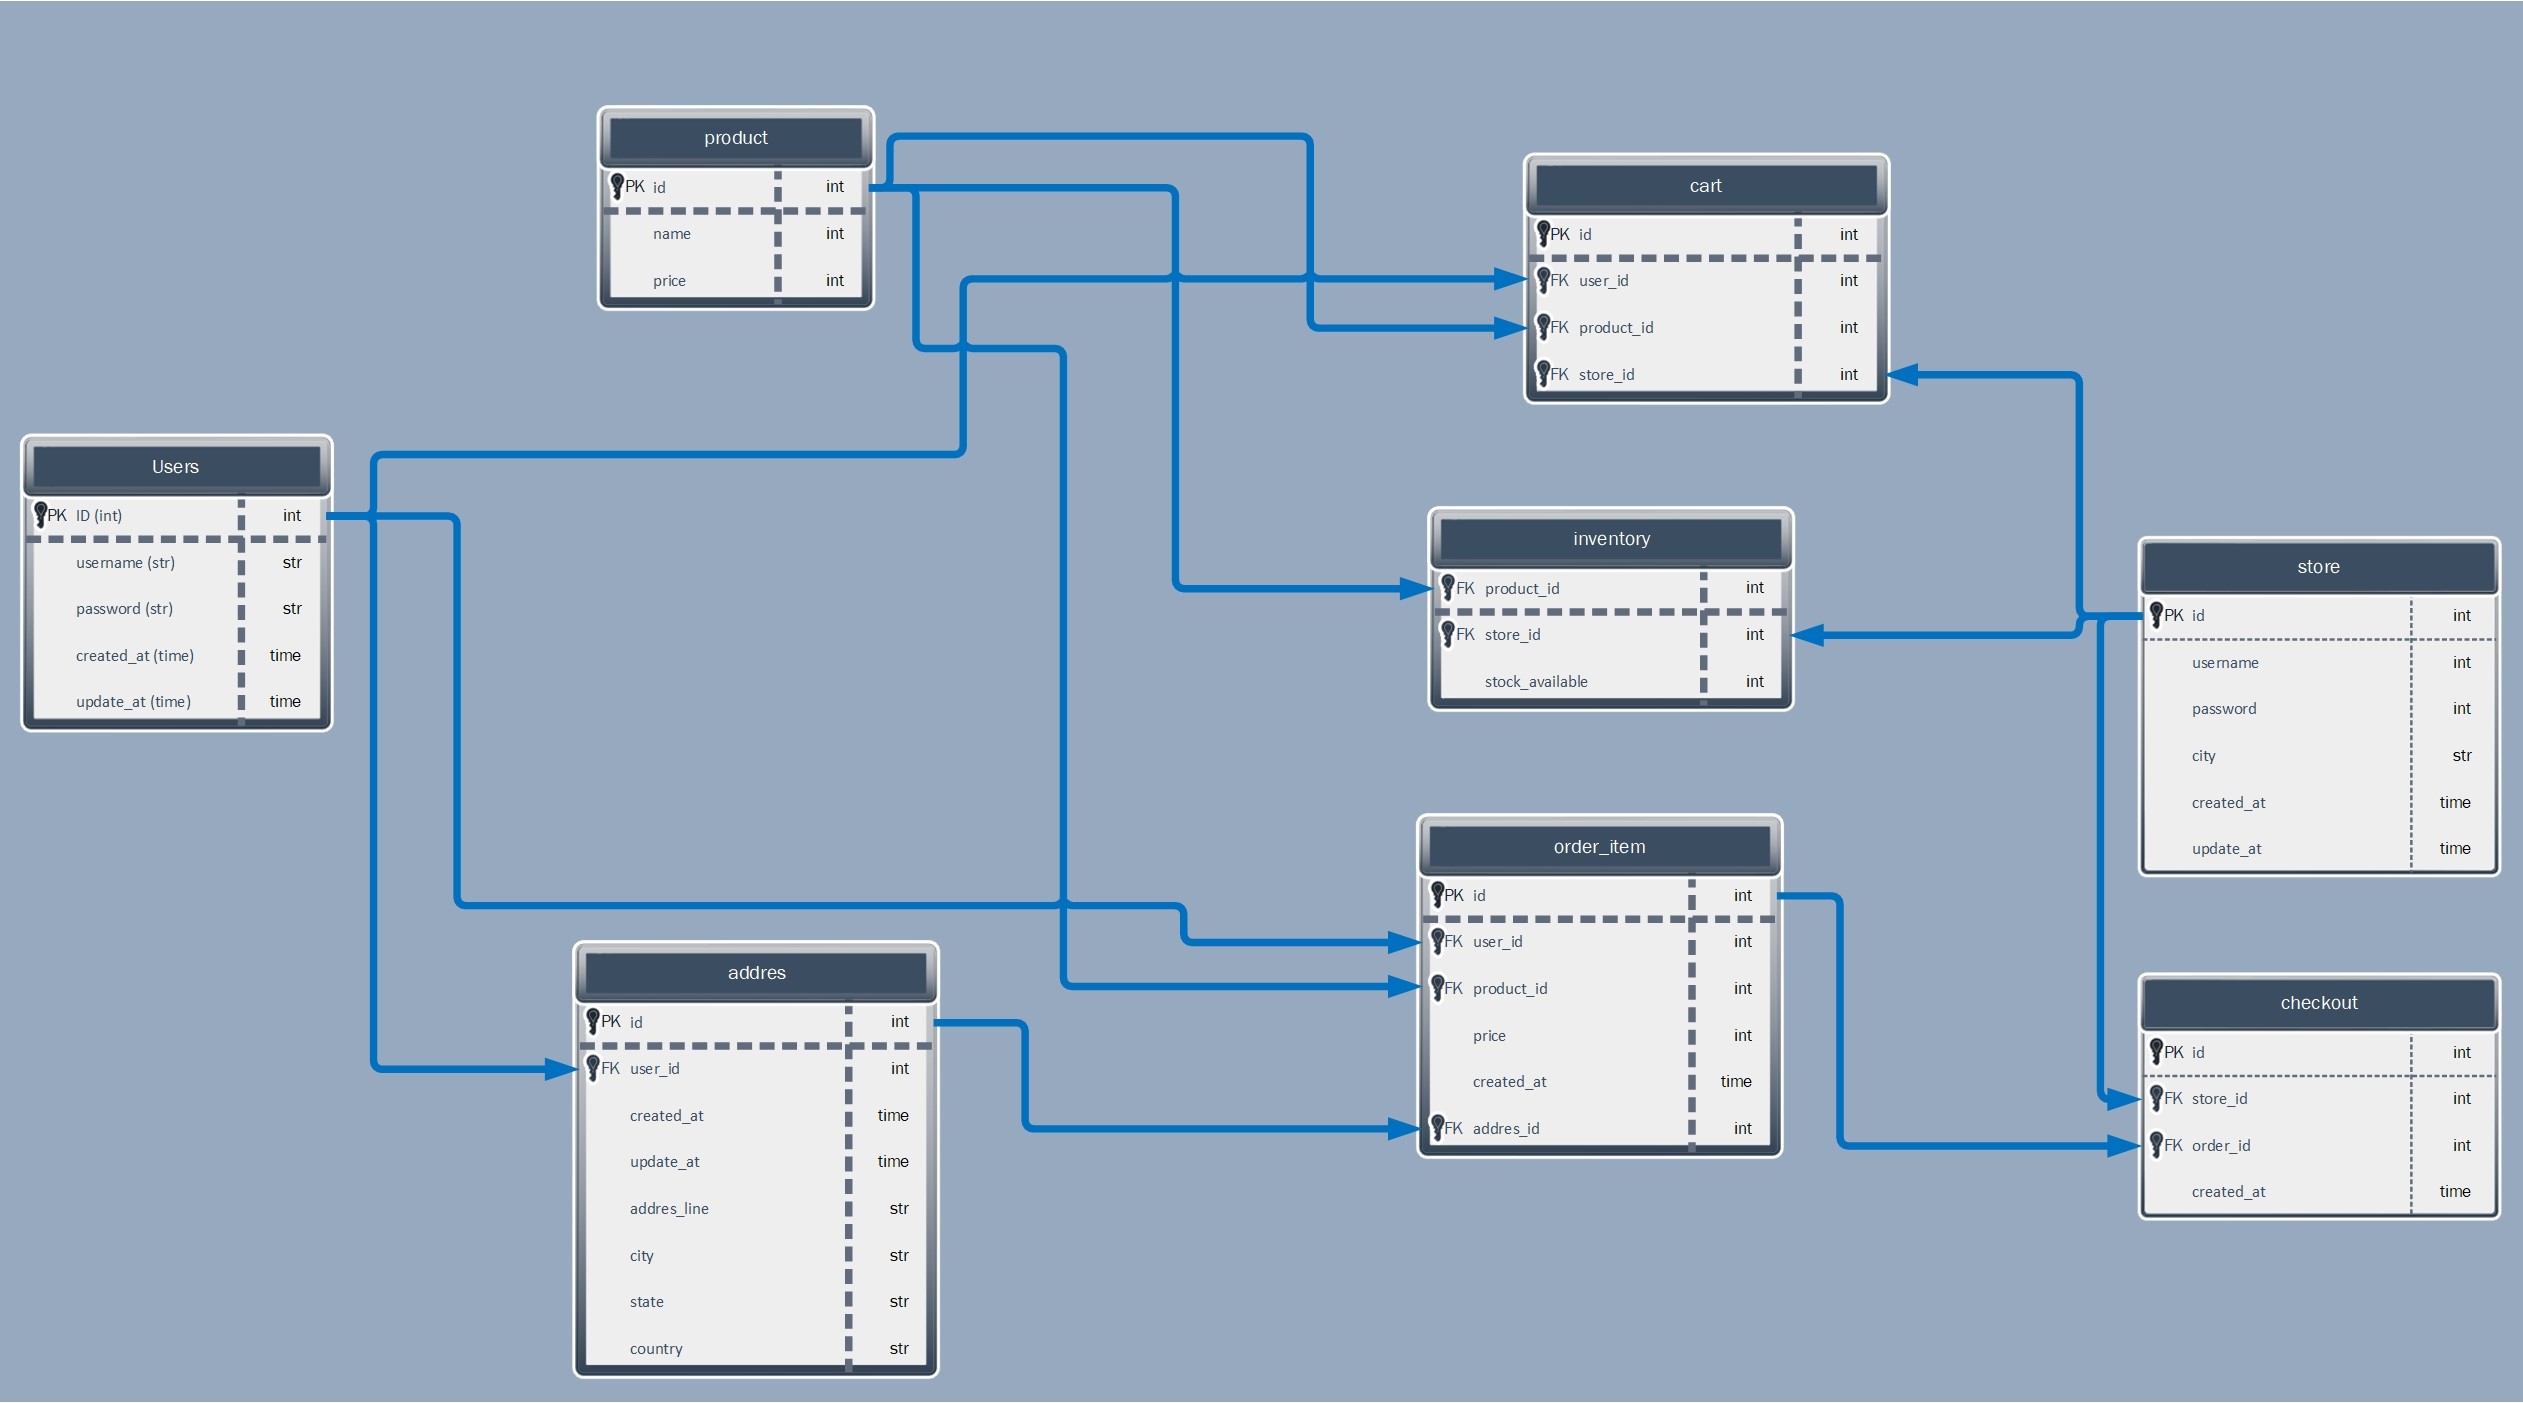 product
PK id int
name int
price int
cart
PK id int
FK user_id int
FK product_id int
FK store_id int
Users
PK ID (int) int
username (str) str
password (str) str
created_at (time) time
update_at (time) time
inventory
FK product_id int
FK store_id int
stock_available int
store
PK id int
username int
password int
city str
created_at time
update_at time
order_item
PK id int
FK user_id int
FK product_id int
price int
created_at time
FK addres_id int
addres
PK id int
FK user_id int
created_at time
update_at time
addres_line str
city str
state str
country str
checkout
PK id int
FK store_id int
FK order_id int
created_at time